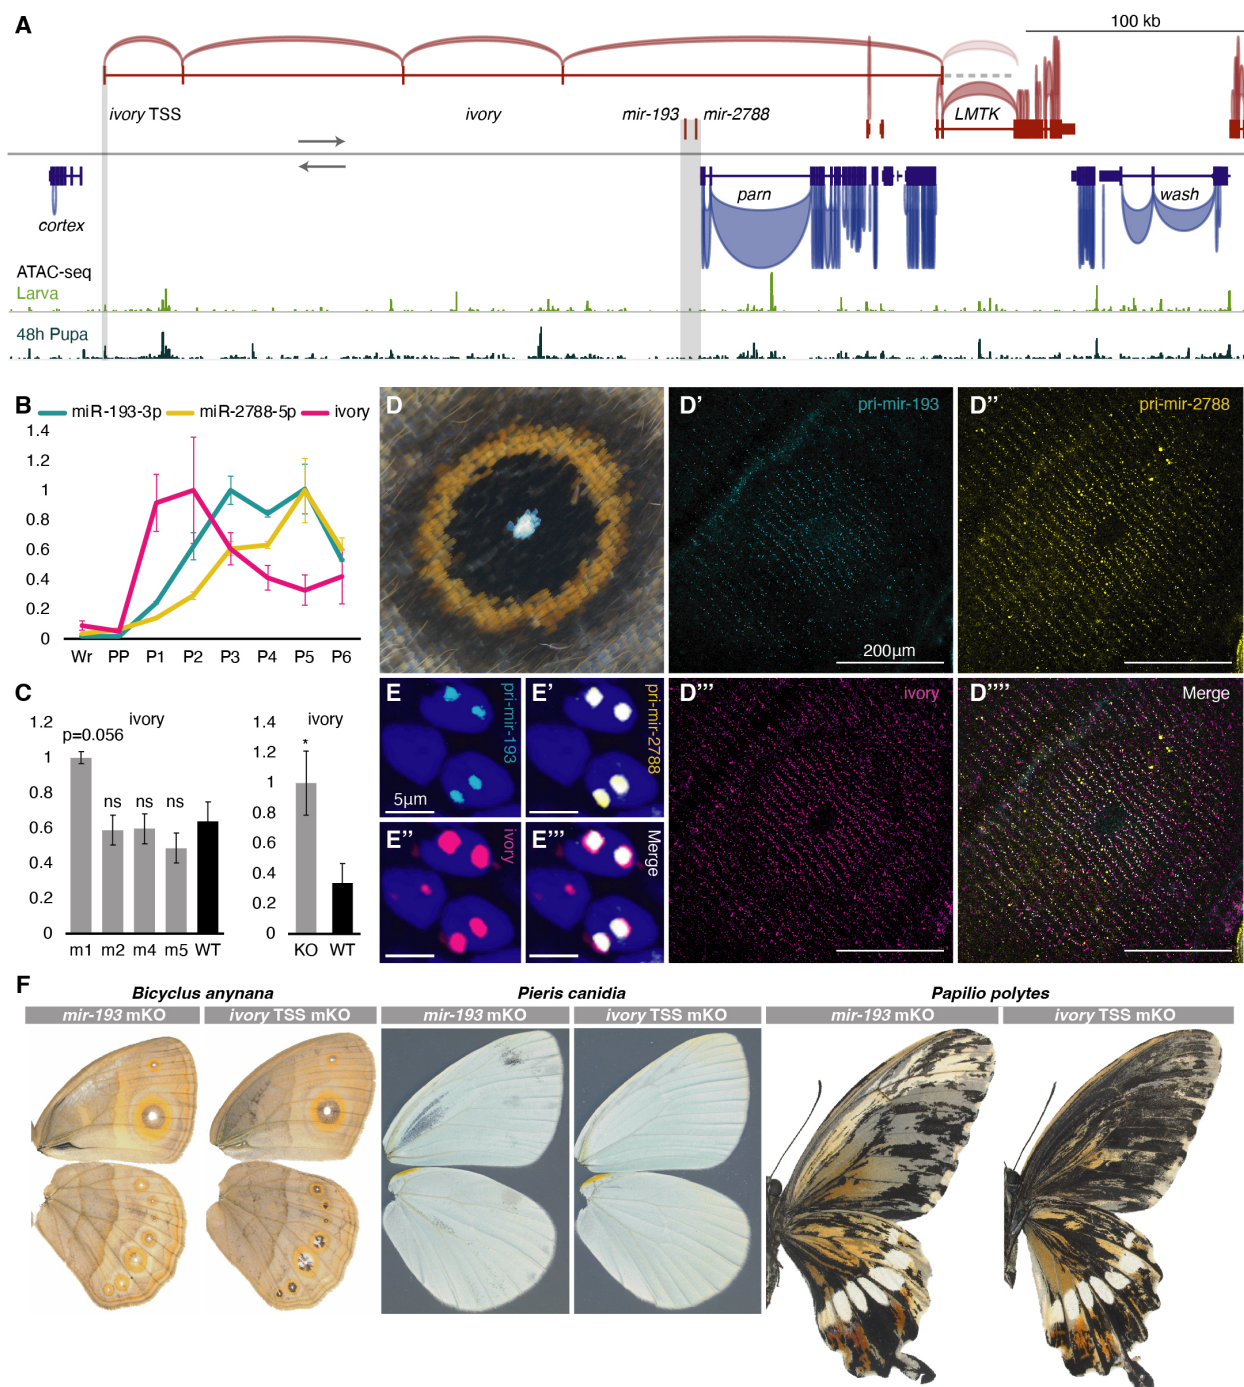 A
100 kb
ivory TSS
ivory
mir-193
mir-2788
LMTK
cortex
parn
wash
ATAC-seq
Larva
48h Pupa
B
miR-193-3p
miR-2788-5p
ivory
1.4
1.2
1
0.8
0.6
0.4
0.2
0
Wr PP P1 P2 P3 P4 P5 P6
C
ivory
1.2
1
0.8
0.6
0.4
0.2
0
p=0.056
ns ns ns
m1 m2 m4 m5 WT
ivory
1.4
1.2
1
0.8
0.6
0.4
0.2
0
*
KO WT
D
D'
pri-mir-193
200μm
D''
pri-mir-2788
D'''
ivory
D''''
Merge
E
pri-mir-193
5μm
E'
pri-mir-2788
E''
ivory
E'''
Merge
F
Bicyclus anynana
mir-193 mKO
ivory TSS mKO
Pieris canidia
mir-193 mKO
ivory TSS mKO
Papilio polytes
mir-193 mKO
ivory TSS mKO